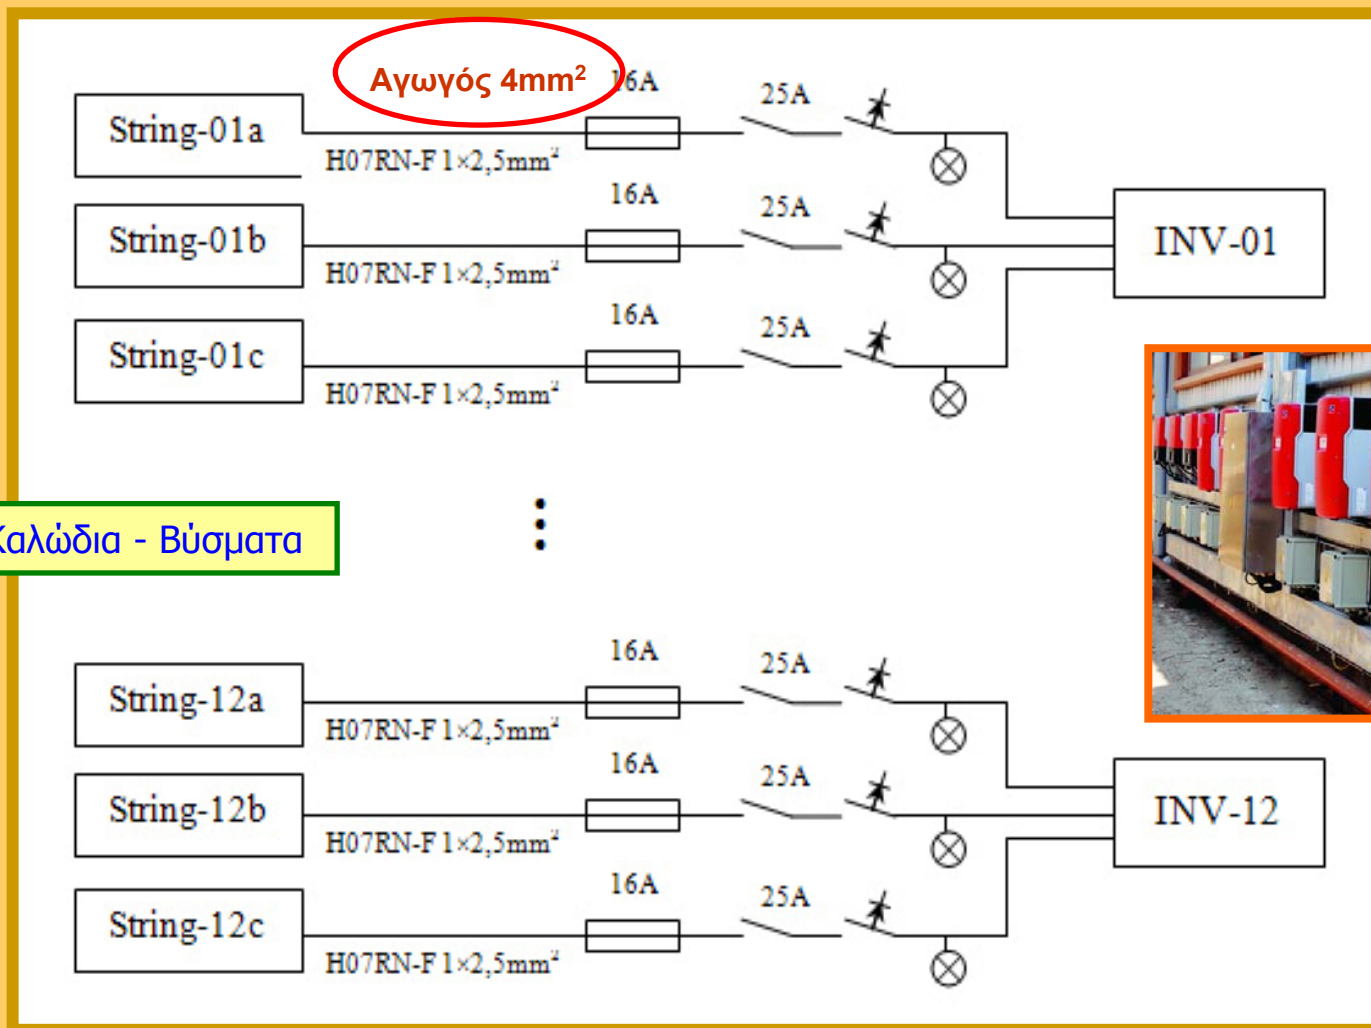 Αγωγός 4mm²
16A
25A
String-01a
H07RN-F 1×2,5mm²
16A
25A
String-01b
INV-01
H07RN-F 1×2,5mm²
16A
25A
String-01c
H07RN-F 1×2,5mm²
Καλώδια - Βύσματα
16A
25A
String-12a
H07RN-F 1×2,5mm²
16A
25A
String-12b
INV-12
H07RN-F 1×2,5mm²
16A
25A
String-12c
H07RN-F 1×2,5mm²